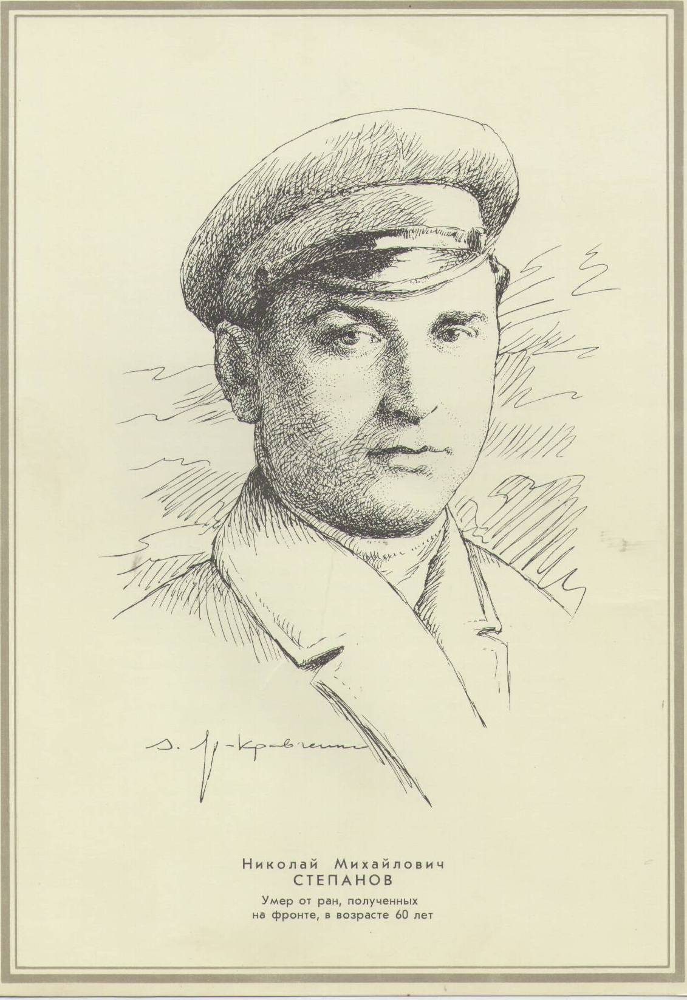 Николай Михайлович
СТЕПАНОВ
Умер от ран, полученных
на фронте, в возрасте 60 лет